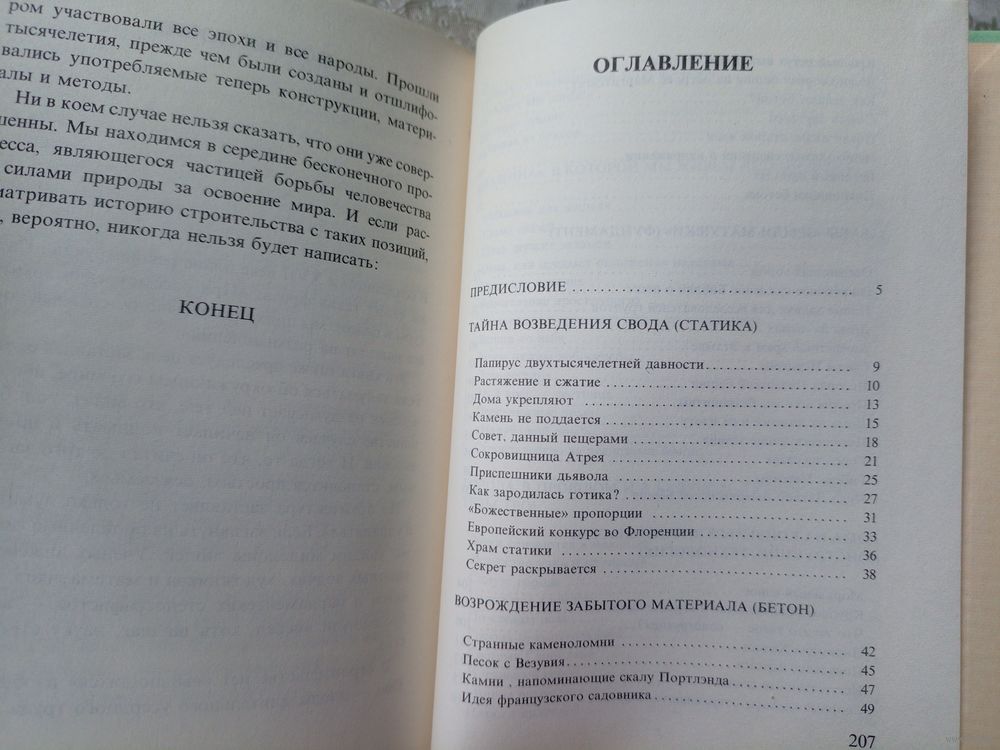 ром участвовали все эпохи и все народы. Прошли
тысячелетия, прежде чем были созданы и отшлифо-
вались употребляемые теперь конструкции, матери-
алы и методы.
Ни в коем случае нельзя сказать, что они уже совер-
шенны. Мы находимся в середине бесконечного про-
есса, являющегося частицей борьбы человечества
силами природы за освоение мира. И если рас-
матривать историю строительства с таких позиций,
, вероятно, никогда нельзя будет написать:
КОНЕЦ
ОГЛАВЛЕНИЕ
ПРЕДИСЛОВИЕ 5
ТАЙНА ВОЗВЕДЕНИЯ СВОДА (СТАТИКА)
Папирус двухтысячелетней давности 9
Растяжение и сжатие 10
Дома укрепляют 13
Камень не поддается 15
Совет, данный пещерами 18
Сокровищница Атрея 21
Приспешники дьявола 25
Как зародилась готика? 27
«Божественные» пропорции 31
Европейский конкурс во Флоренции 33
Храм статики 36
Секрет раскрывается 38
ВОЗРОЖДЕНИЕ ЗАБЫТОГО МАТЕРИАЛА (БЕТОН)
Странные каменоломни 42
Песок с Везувия 45
Камни , напоминающие скалу Портлэнда 47
Идея французского садовника 49
207